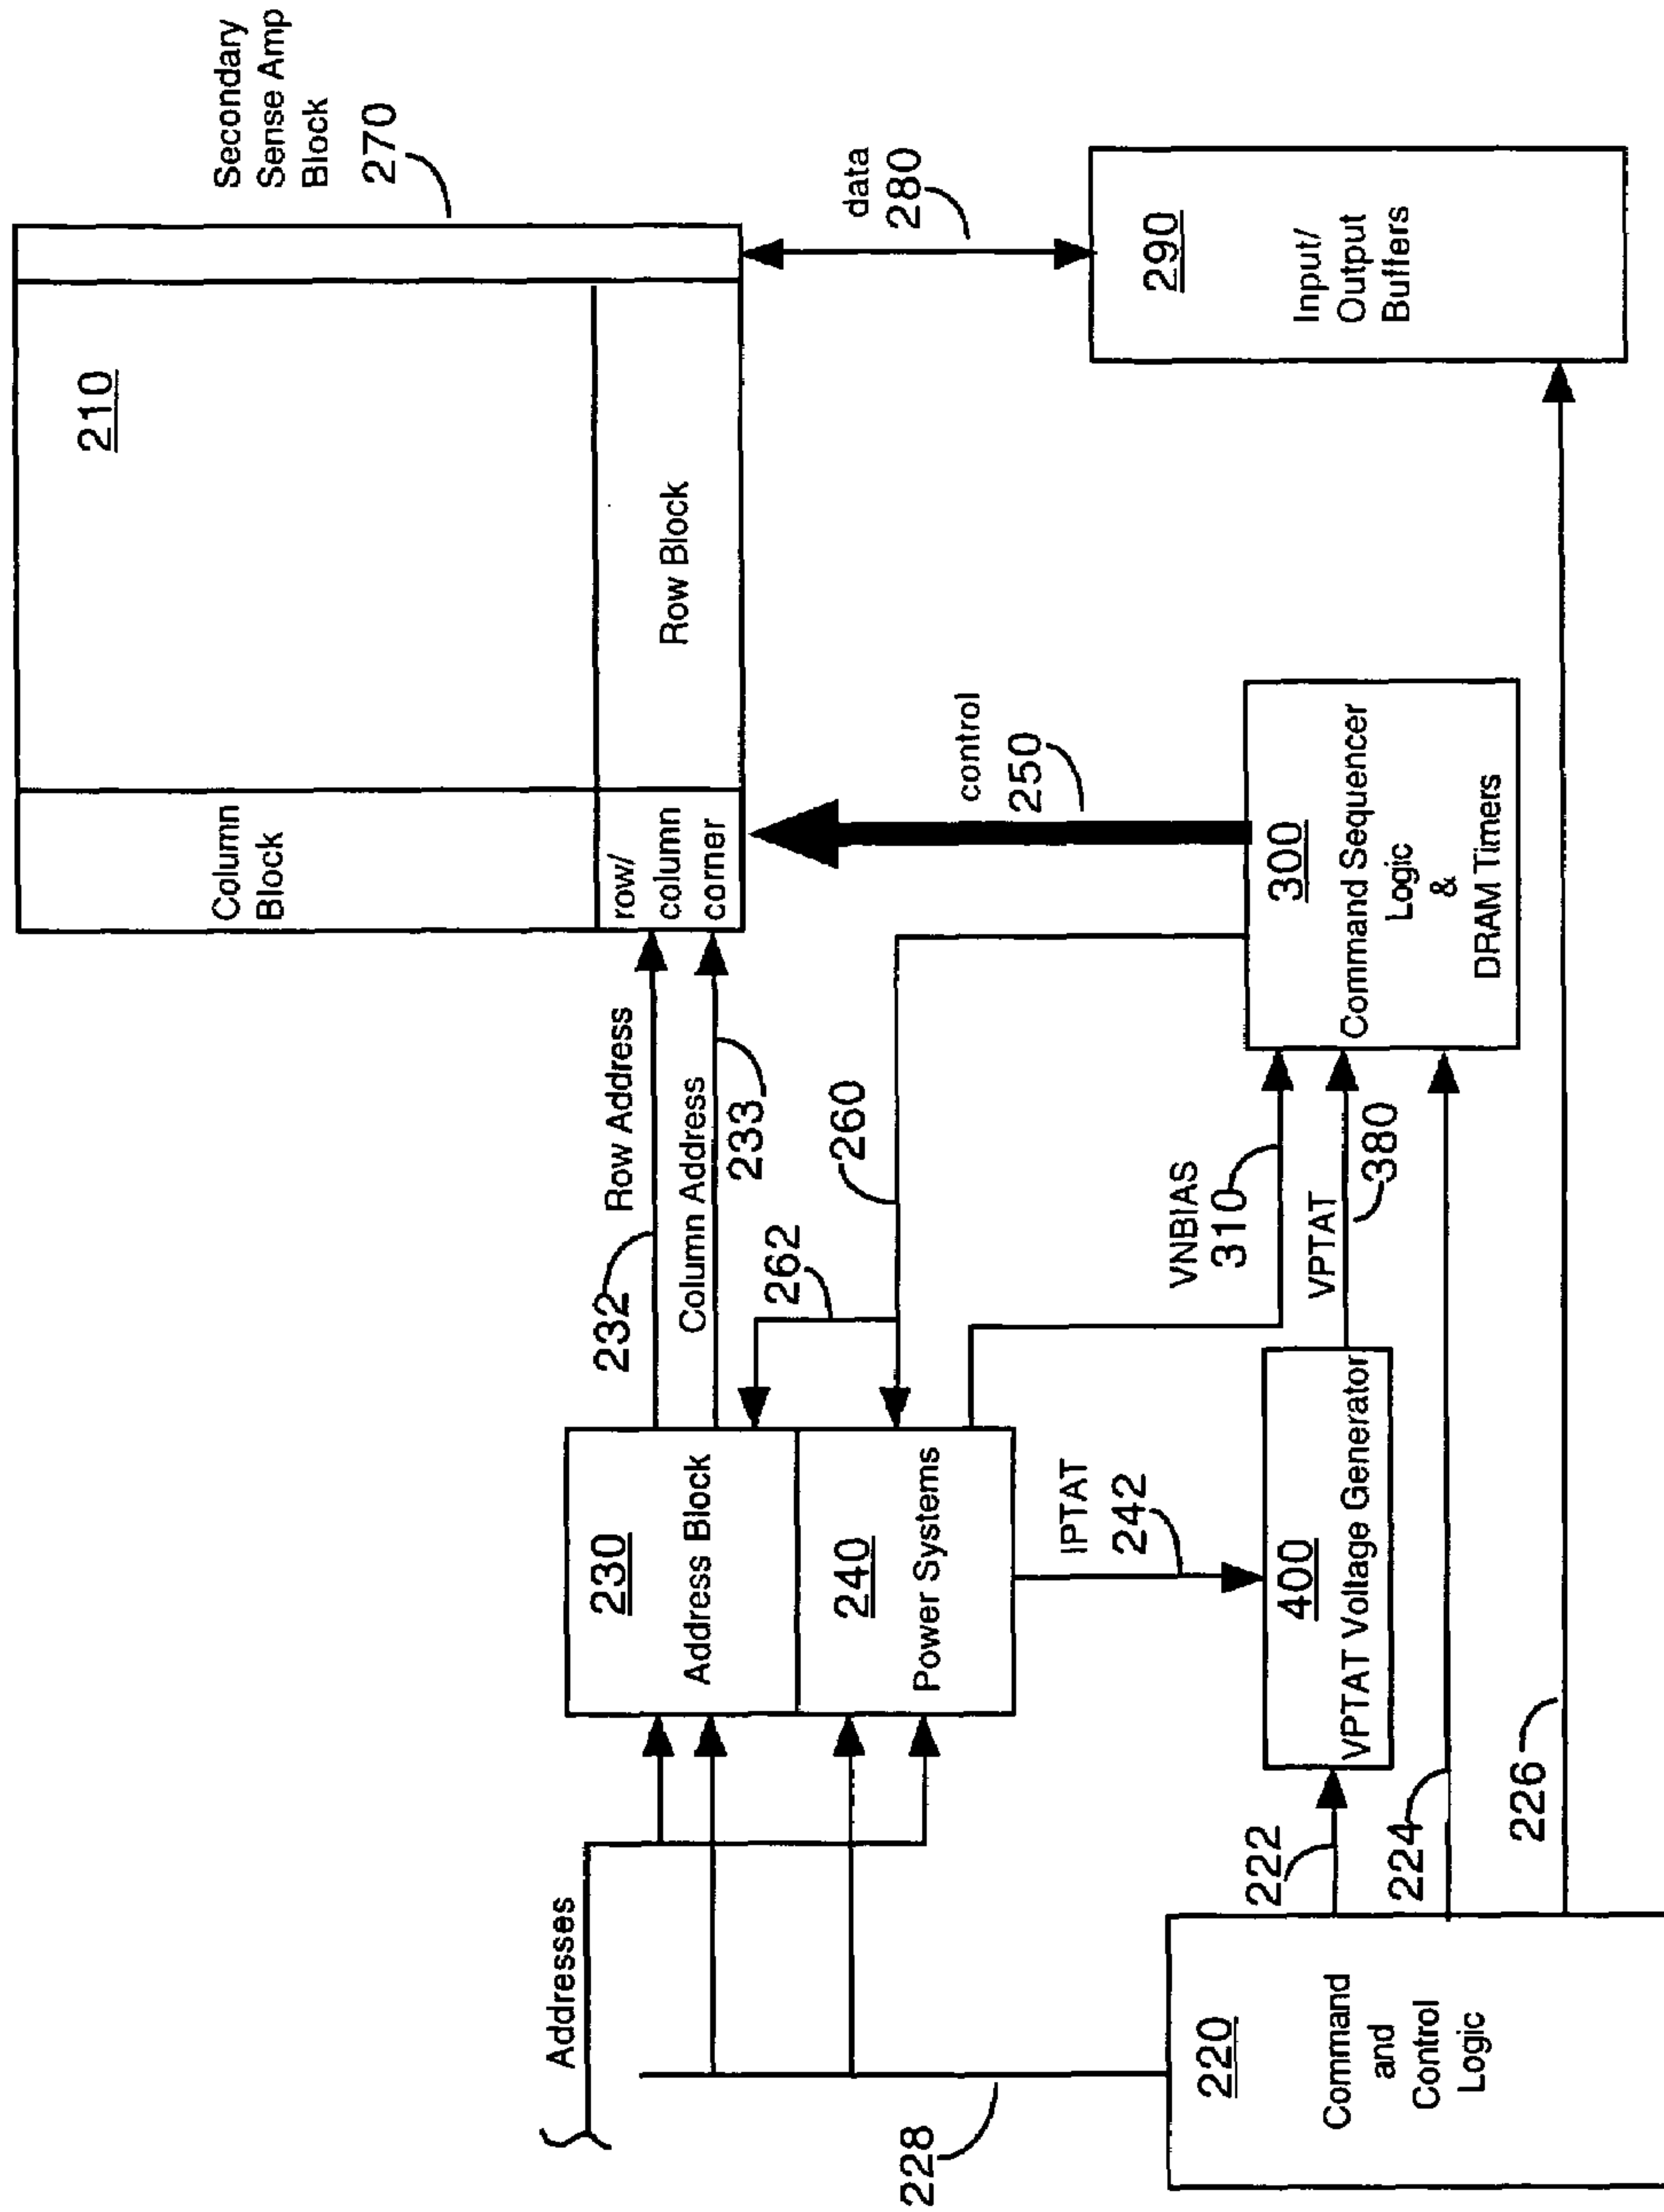 Secondary
Sense Amp
Block
270
210
Column
Block
row/
column
corner
Row Block
data
280
290
Input/
Output
Buffers
control
250
300
Command Sequencer
Logic
&
DRAM Timers
232
Row Address
Column Address
233
260
262
VNBIAS
310
VPTAT
380
230
Address Block
240
Power Systems
IPTAT
242
400
VPTAT Voltage Generator
Addresses
222
224
226
228
220
Command
and
Control
Logic